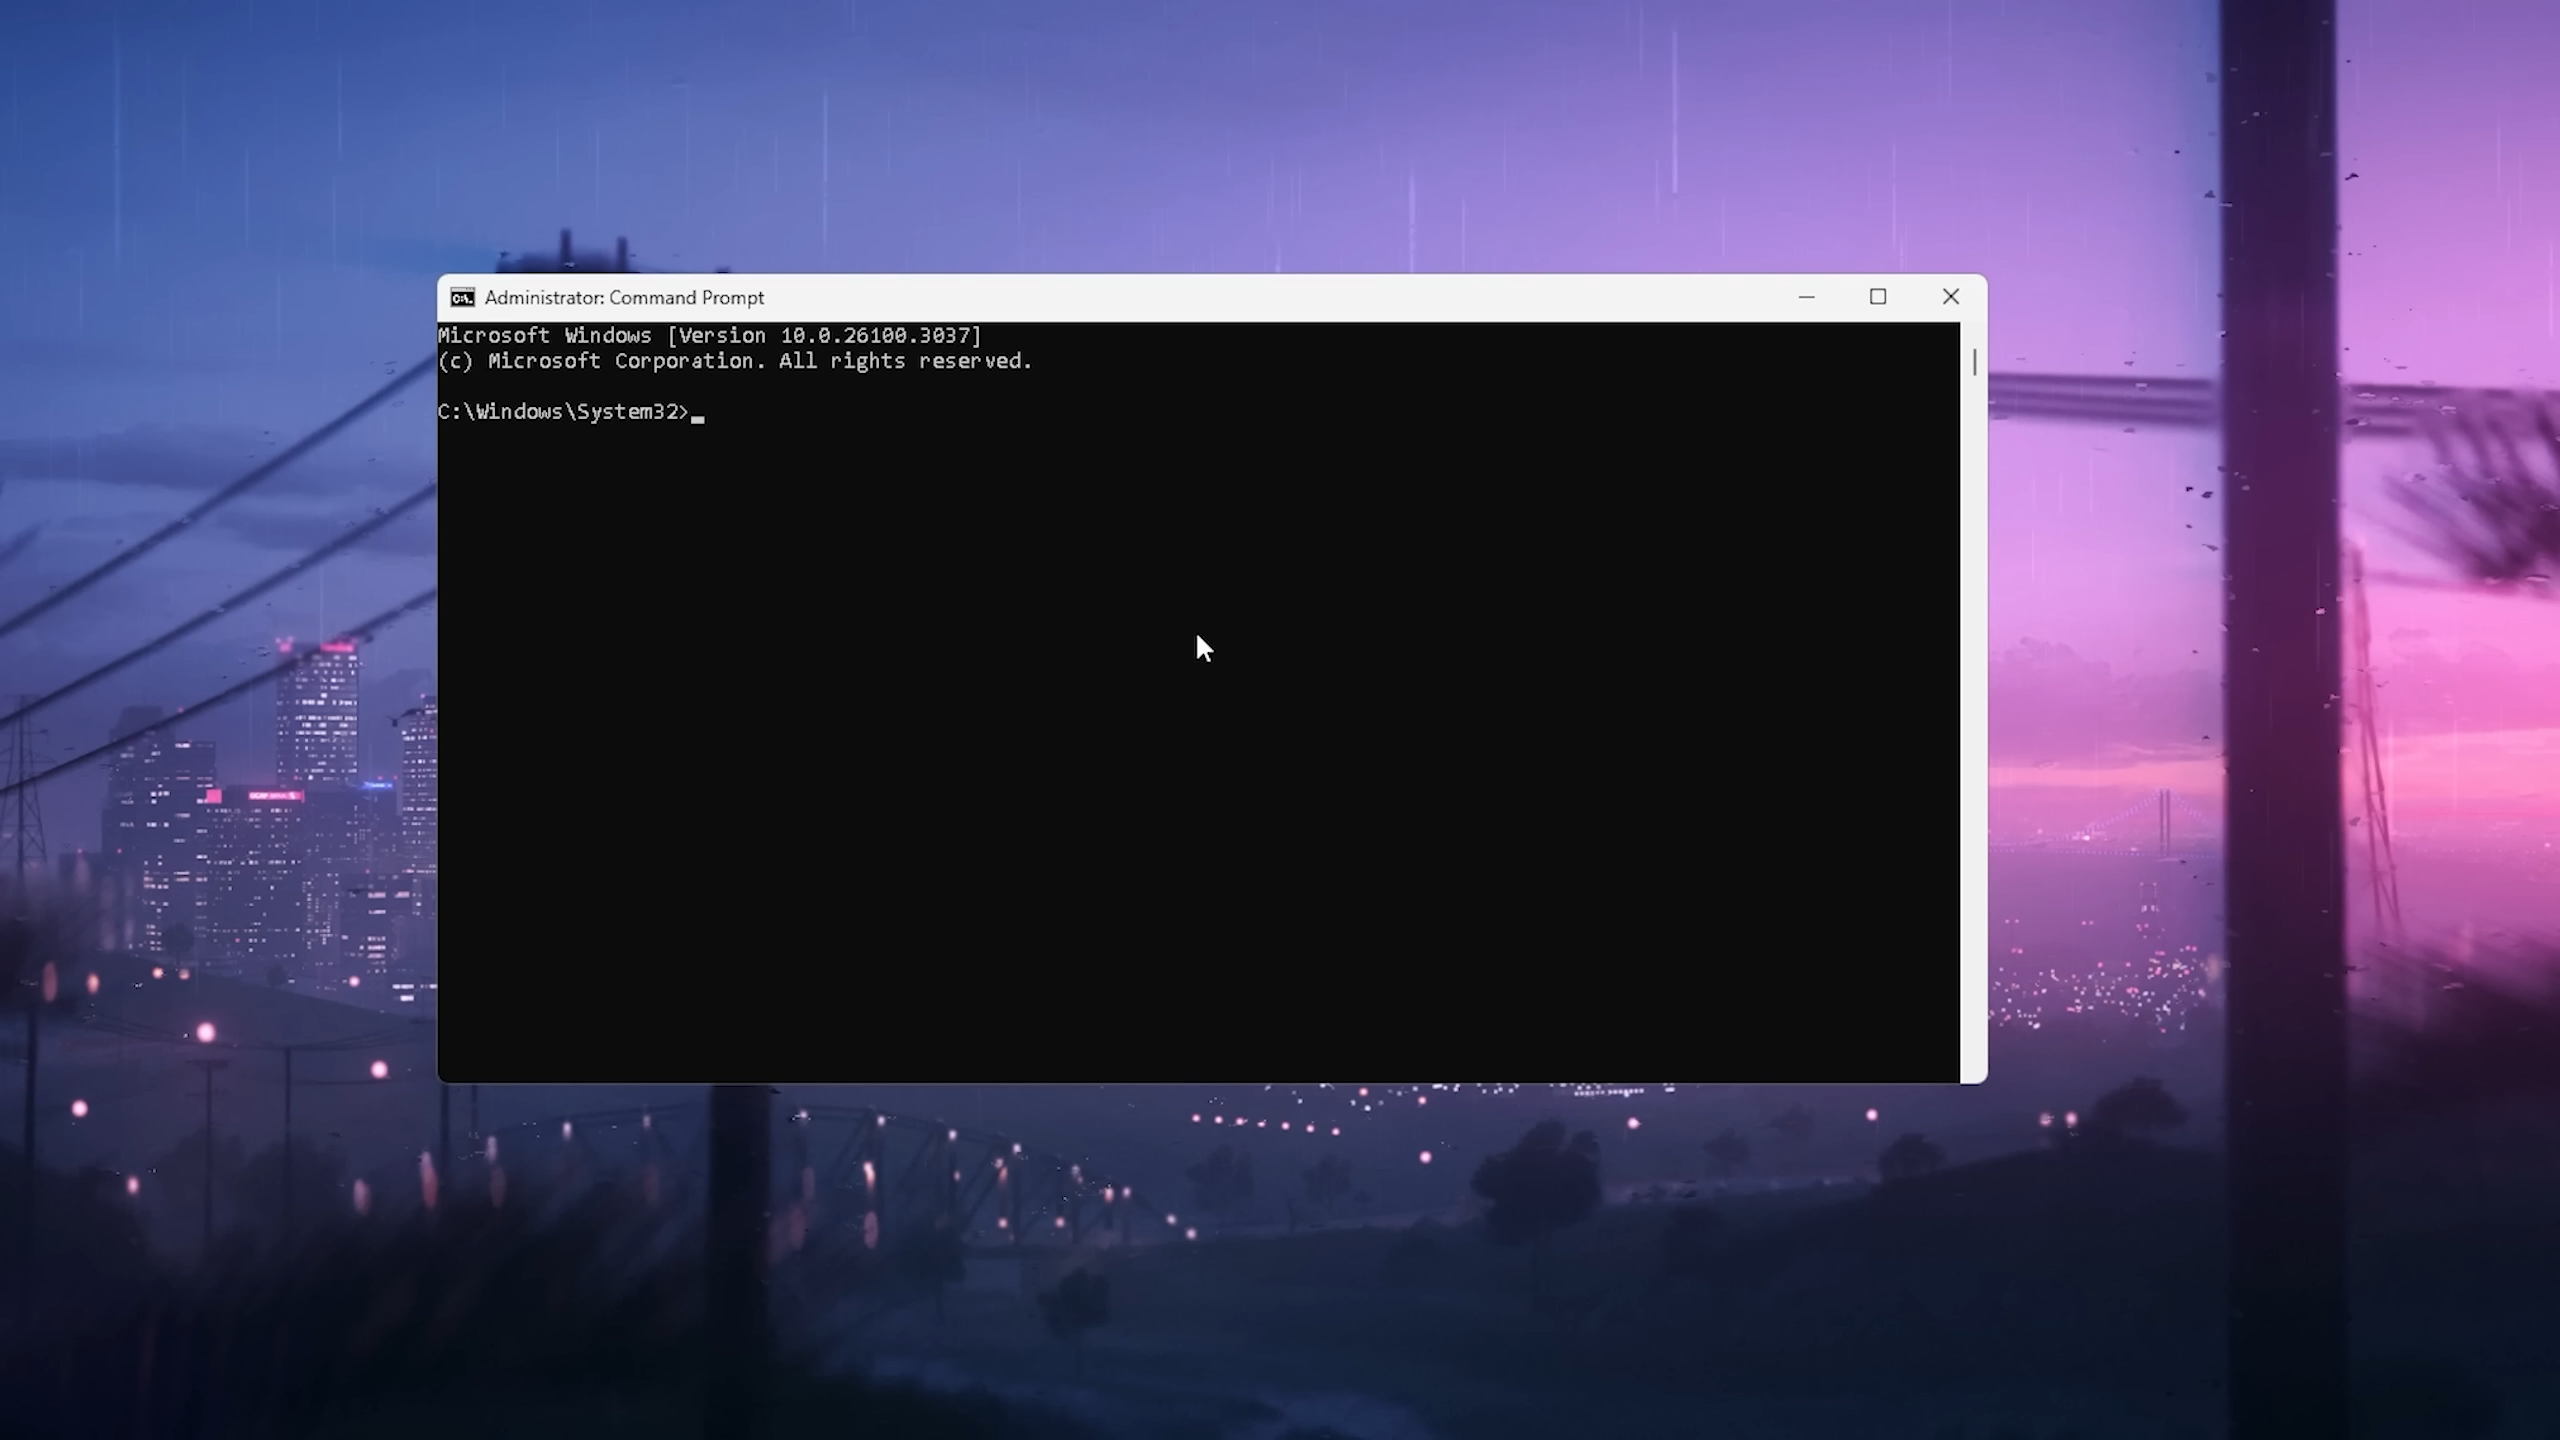 Administrator: Command Prompt
Microsoft Windows [Version 10.0.26100.3037]
(c) Microsoft Corporation. All rights reserved.
C:\Windows\System32>